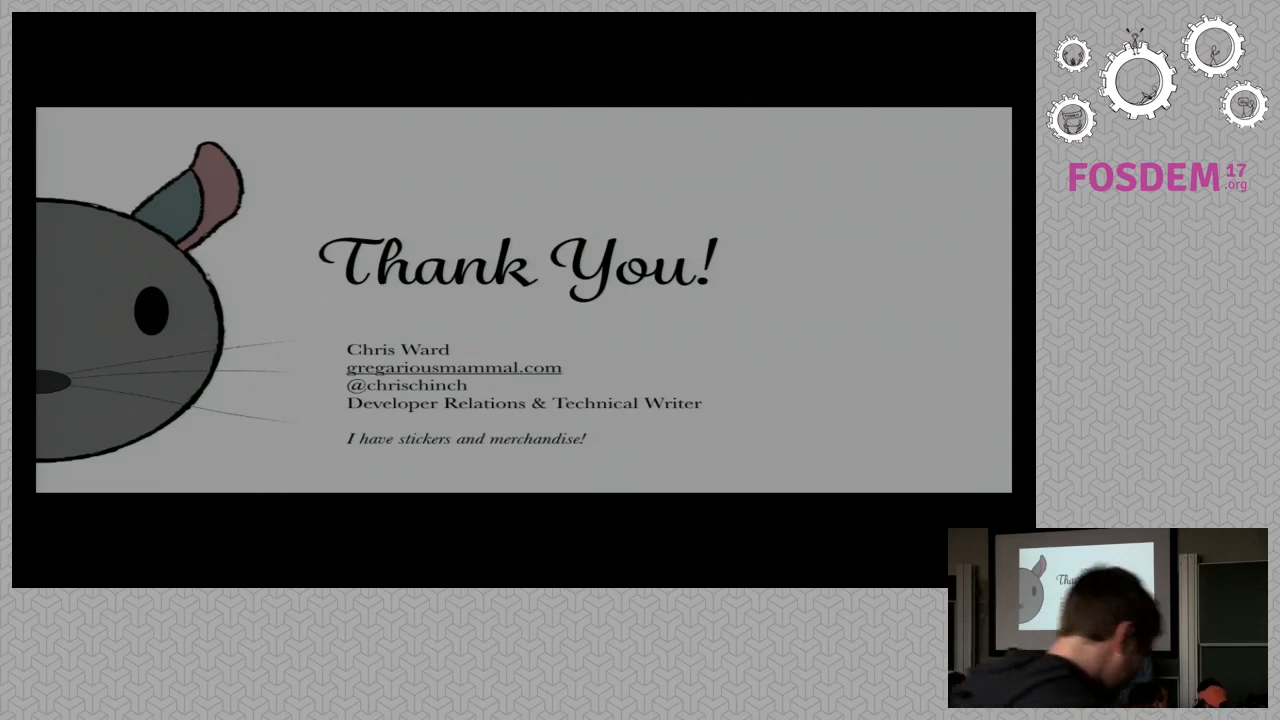 Thank You!
Chris Ward
gregariousmammal.com
@chrischinch
Developer Relations & Technical Writer
I have stickers and merchandise!
FOSDEM 17
.org